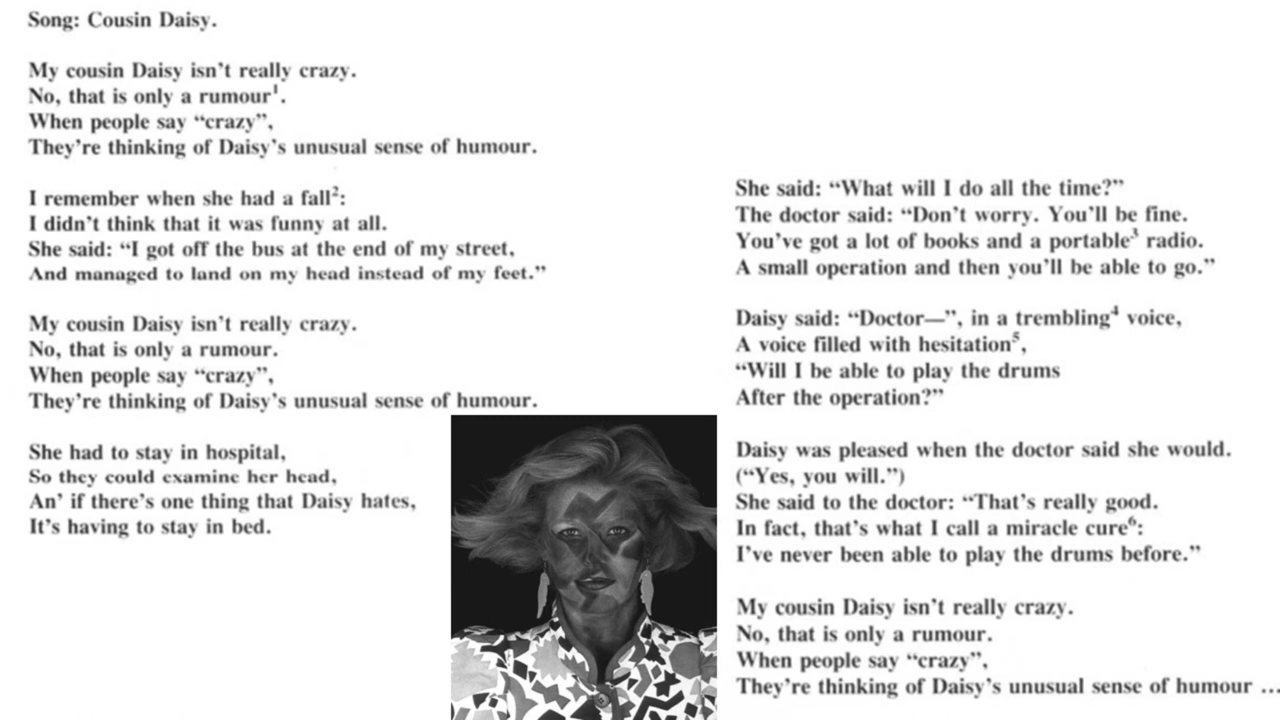 Song: Cousin Daisy.
My cousin Daisy isn't really crazy.
No, that is only a rumour¹.
When people say “crazy”,
They're thinking of Daisy's unusual sense of humour.
I remember when she had a fall²:
I didn't think that it was funny at all.
She said: “I got off the bus at the end of my street,
And managed to land on my head instead of my feet.”
My cousin Daisy isn't really crazy.
No, that is only a rumour.
When people say “crazy”,
They're thinking of Daisy's unusual sense of humour.
She had to stay in hospital,
So they could examine her head,
An' if there's one thing that Daisy hates,
It's having to stay in bed.
She said: “What will I do all the time?”
The doctor said: “Don't worry. You'll be fine.
You've got a lot of books and a portable³ radio.
A small operation and then you'll be able to go.”
Daisy said: “Doctor—”, in a trembling⁴ voice,
A voice filled with hesitation⁵,
“Will I be able to play the drums
After the operation?”
Daisy was pleased when the doctor said she would.
(“Yes, you will.”)
She said to the doctor: “That's really good.
In fact, that's what I call a miracle cure⁶:
I've never been able to play the drums before.”
My cousin Daisy isn't really crazy.
No, that is only a rumour.
When people say “crazy”,
They're thinking of Daisy's unusual sense of humour ...